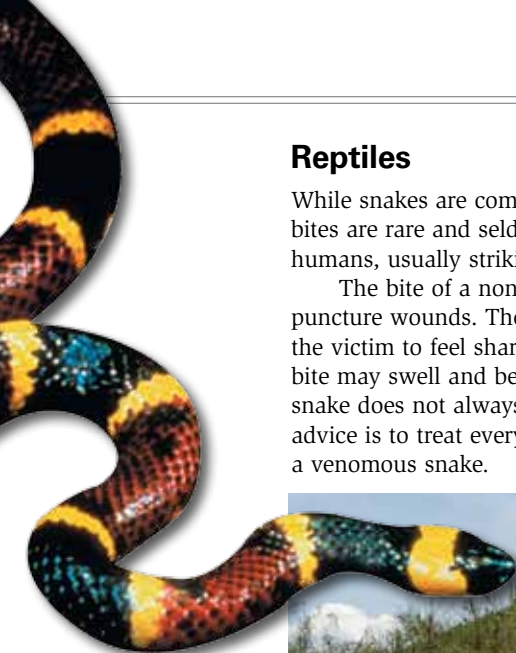 Reptiles
While snakes are com
bites are rare and seld
humans, usually striki
The bite of a non
puncture wounds. The
the victim to feel shar
bite may swell and be
snake does not always
advice is to treat every
a venomous snake.